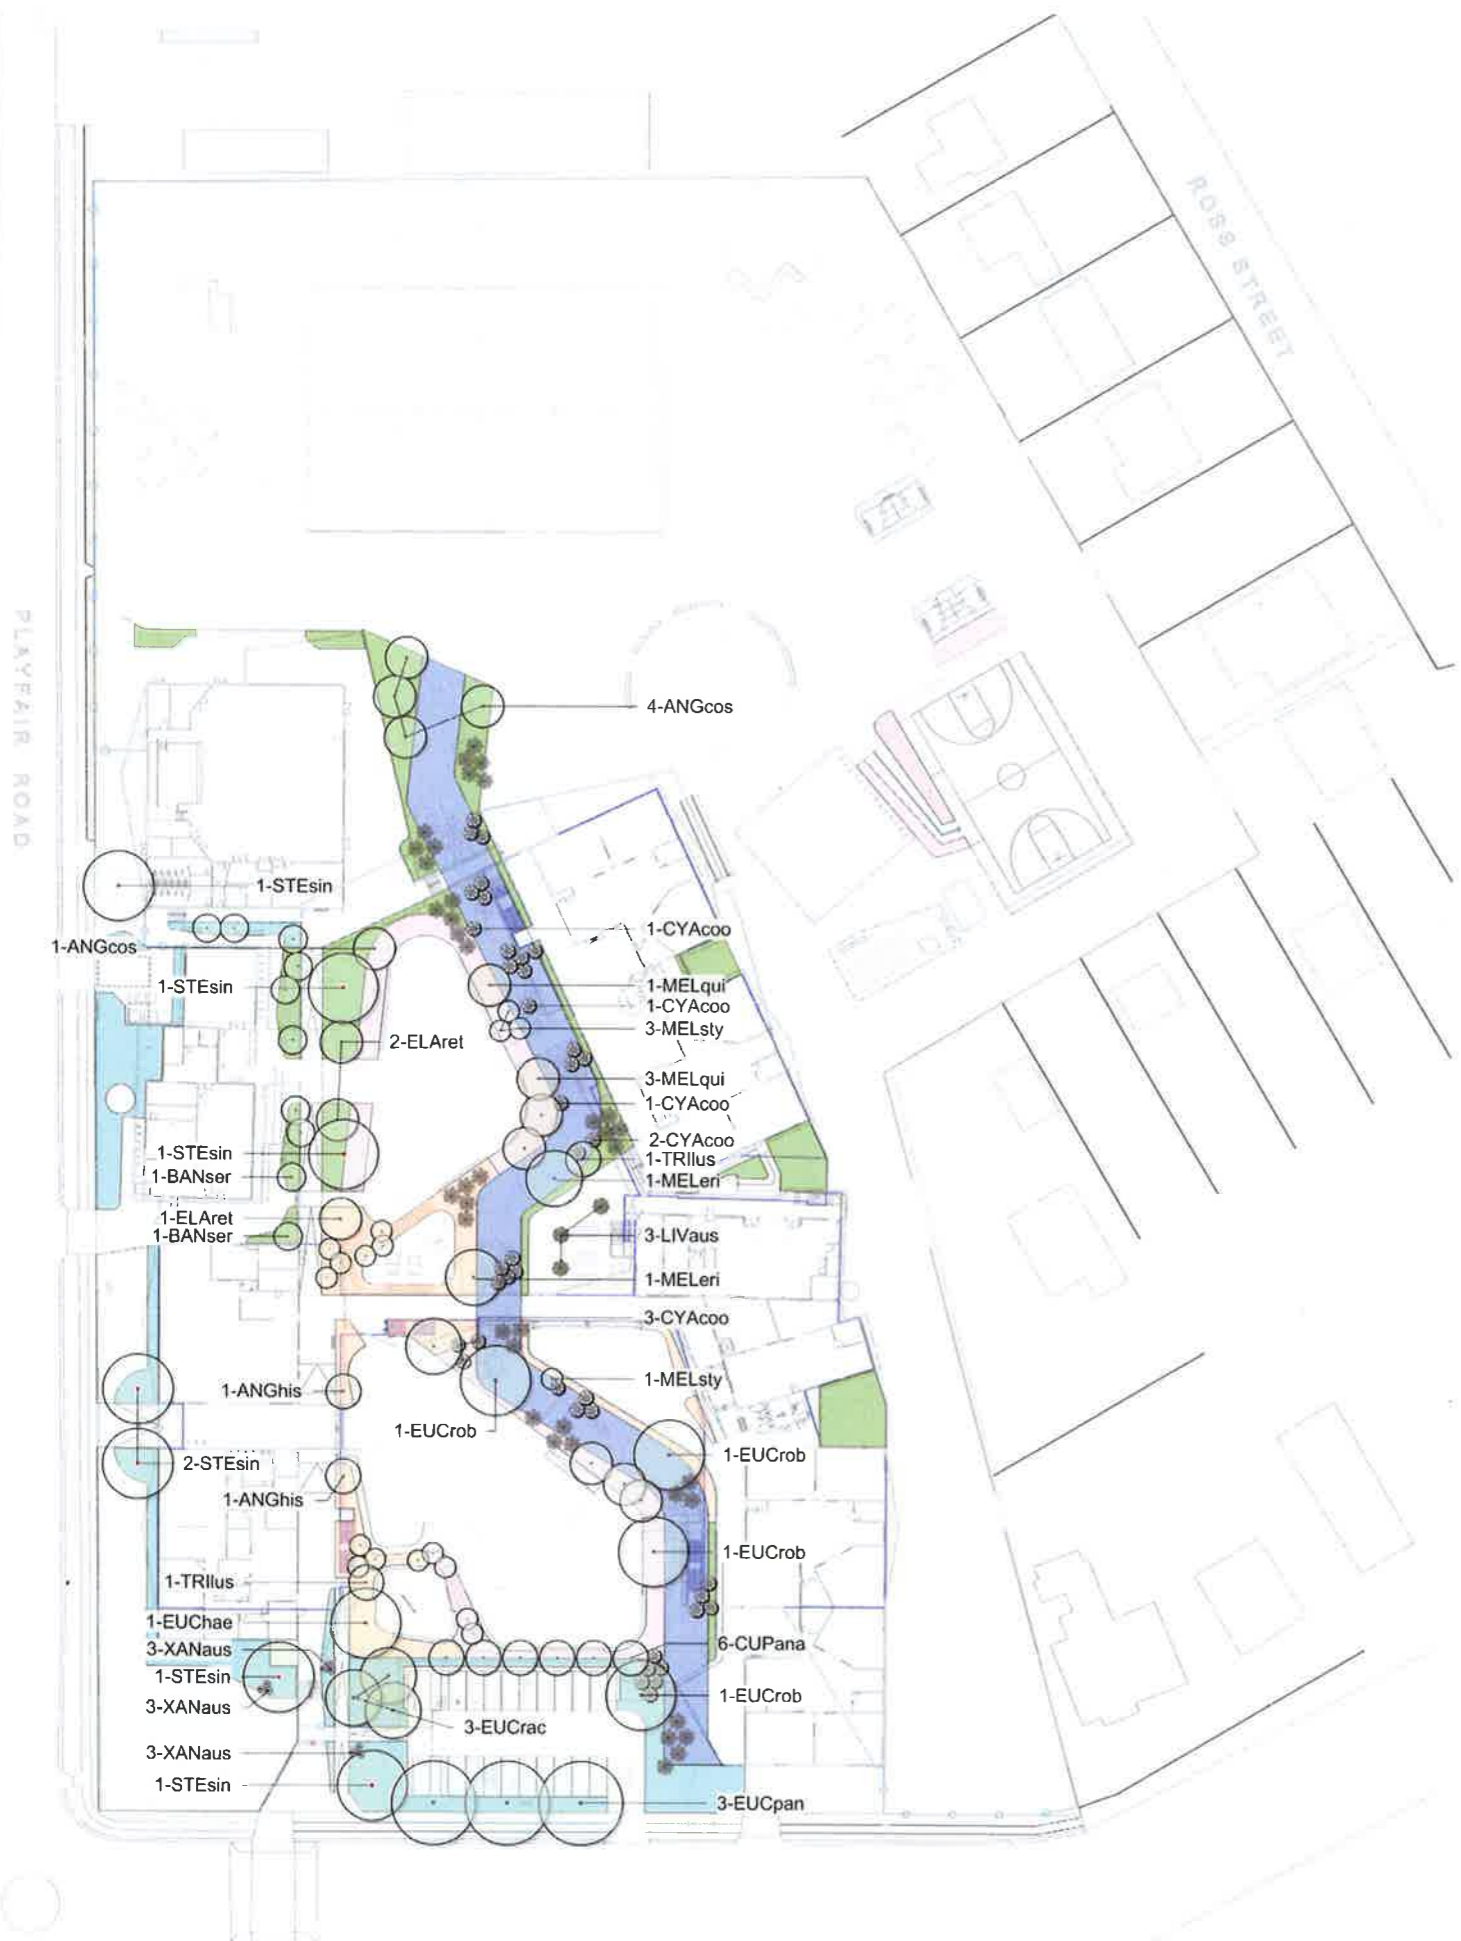 ROSS STREET
PLAYFAIR ROAD
4-ANGcos
1-STEsin
1-CYAcoo
1-ANGcos
1-STEsin
1-MELqui
1-CYAcoo
3-MELsty
2-ELAret
3-MELqui
1-CYAcoo
2-CYAcoo
1-STEsin
1-TRIlus
1-BANser
1-MELeri
1-ELAret
1-BANser
3-LIVaus
1-MELeri
3-CYAcoo
1-ANGhis
1-MELsty
1-EUCrob
1-EUCrob
2-STEsin
1-ANGhis
1-EUCrob
1-TRIlus
1-EUChae
6-CUPana
3-XANaus
1-STEsin
1-EUCrob
3-XANaus
3-EUCrac
3-XANaus
1-STEsin
3-EUCpan